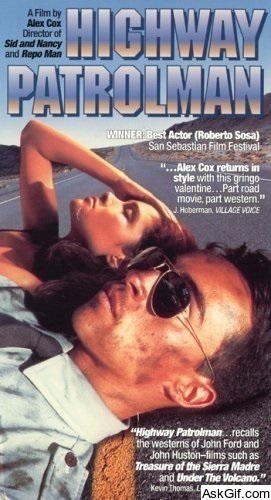 A Film by
Alex Cox
Director of
Sid and Nancy
and Repo Man
HIGHWAY
PATROLMAN
WINNER: Best Actor (Roberto Sosa)
San Sebastian Film Festival
"...Alex Cox returns in
style with this gringo
valentine...Part road
movie, part western."
J. Hoberman, VILLAGE VOICE
"Highway Patrolman...recalls
the westerns of John Ford and
John Huston–films such as
Treasure of the Sierra Madre
and Under The Volcano."
Kevin Thomas,
AskGif.com